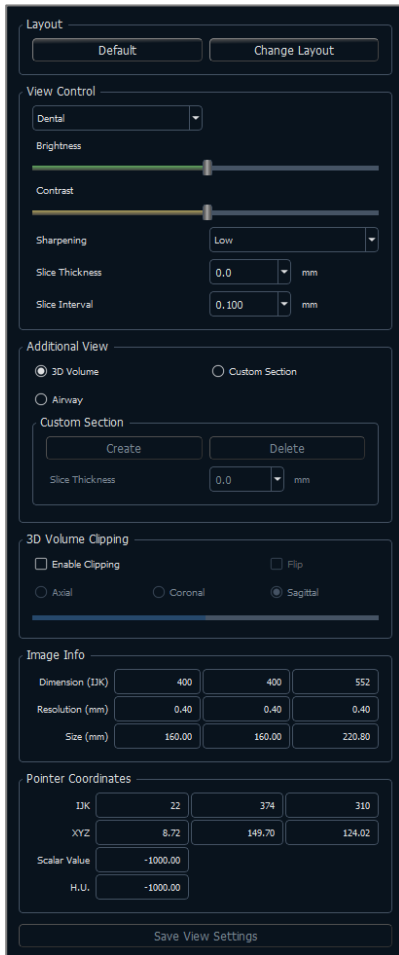 Layout
Default Change Layout
View Control
Dental
Brightness
Contrast
Sharpening Low
Slice Thickness 0.0 mm
Slice Interval 0.100 mm
Additional View
3D Volume Custom Section
Airway
Custom Section
Create Delete
Slice Thickness 0.0 mm
3D Volume Clipping
Enable Clipping Flip
Axial Coronal Sagittal
Image Info
Dimension (IJK) 400 400 552
Resolution (mm) 0.40 0.40 0.40
Size (mm) 160.00 160.00 220.80
Pointer Coordinates
IJK 22 374 310
XYZ 8.72 149.70 124.02
Scalar Value -1000.00
H.U. -1000.00
Save View Settings